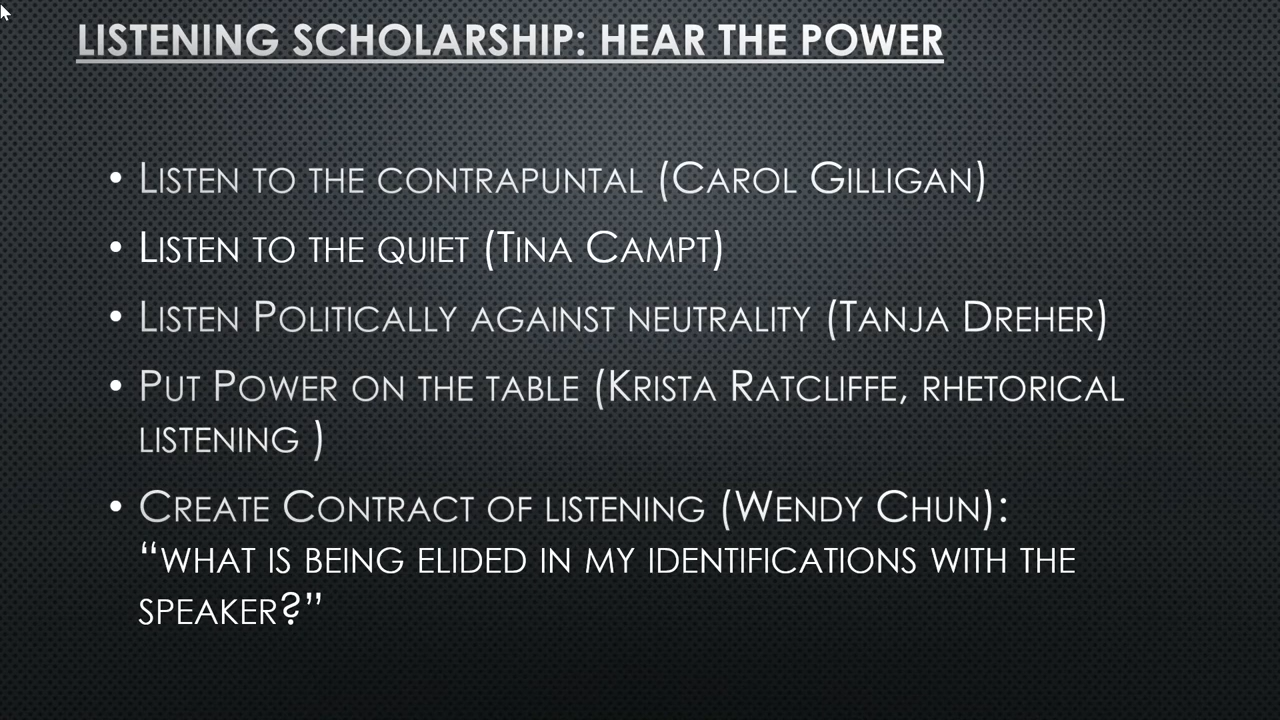 LISTENING SCHOLARSHIP: HEAR THE POWER
• LISTEN TO THE CONTRAPUNTAL (CAROL GILLIGAN)
• LISTEN TO THE QUIET (TINA CAMPT)
• LISTEN POLITICALLY AGAINST NEUTRALITY (TANJA DREHER)
• PUT POWER ON THE TABLE (KRISTA RATCLIFFE, RHETORICAL
LISTENING )
• CREATE CONTRACT OF LISTENING (WENDY CHUN):
“WHAT IS BEING ELIDED IN MY IDENTIFICATIONS WITH THE
SPEAKER?”